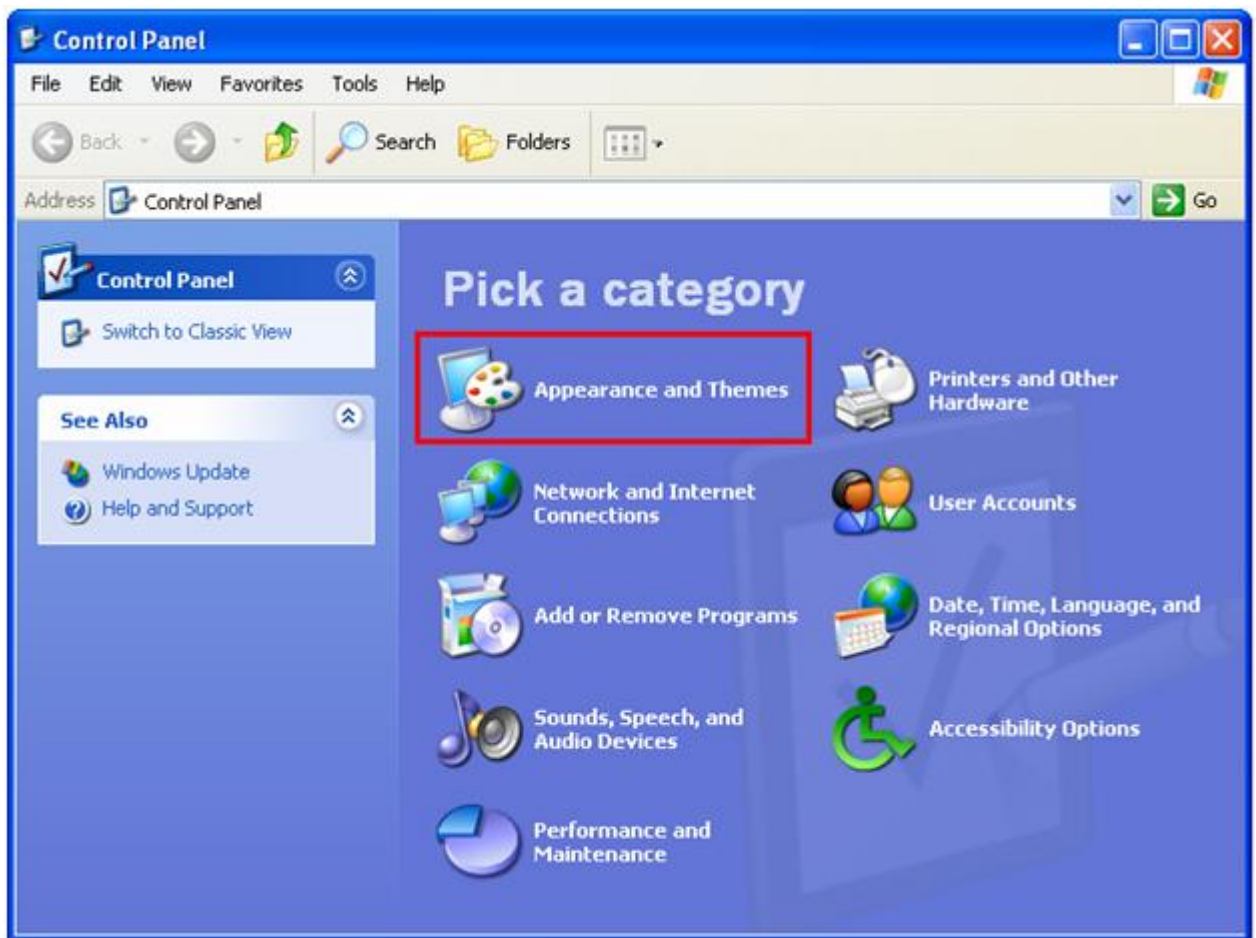 Control Panel
File Edit View Favorites Tools Help
Back Search Folders
Address Control Panel Go
Control Panel
Switch to Classic View
See Also
Windows Update
Help and Support
Pick a category
Appearance and Themes
Printers and Other
Hardware
Network and Internet
Connections
User Accounts
Add or Remove Programs
Date, Time, Language, and
Regional Options
Sounds, Speech, and
Audio Devices
Accessibility Options
Performance and
Maintenance